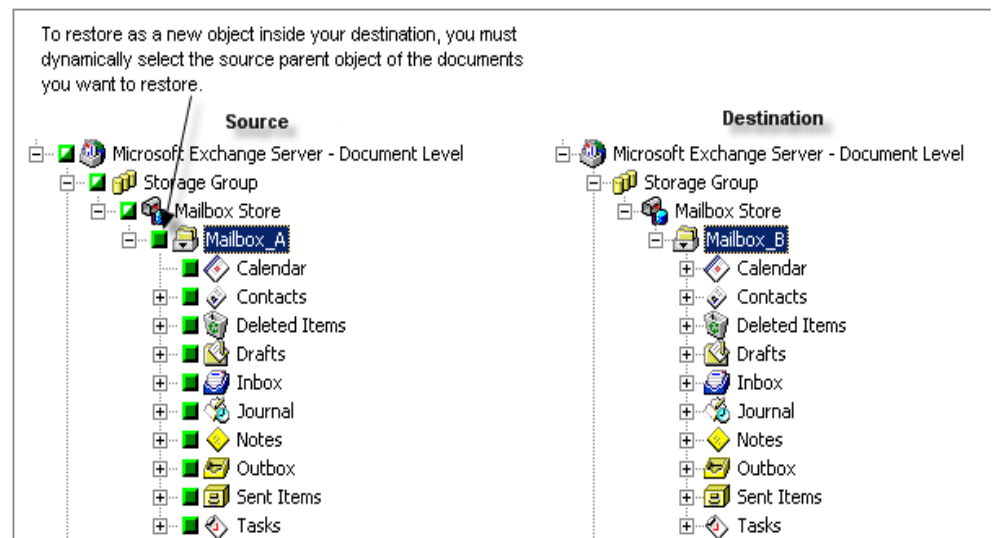 To restore as a new object inside your destination, you must
dynamically select the source parent object of the documents
you want to restore.
Source
Microsoft Exchange Server - Document Level
Storage Group
Mailbox Store
Mailbox_A
Calendar
Contacts
Deleted Items
Drafts
Inbox
Journal
Notes
Outbox
Sent Items
Tasks
Destination
Microsoft Exchange Server - Document Level
Storage Group
Mailbox Store
Mailbox_B
Calendar
Contacts
Deleted Items
Drafts
Inbox
Journal
Notes
Outbox
Sent Items
Tasks